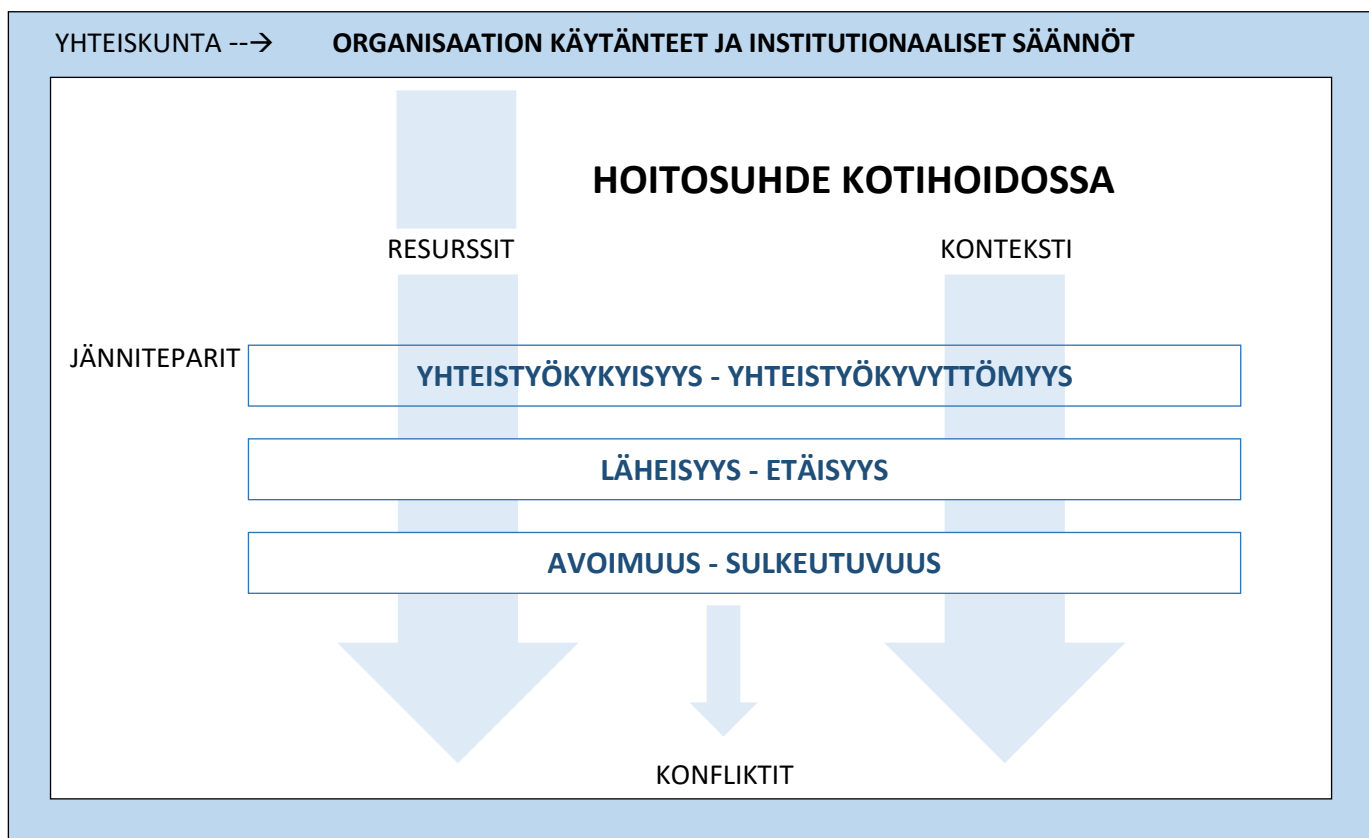 YHTEISKUNTA --→ ORGANISAATION KÄYTÄNTEET JA INSTITUTIONAALISET SÄÄNNÖT
HOITOSUHDE KOTIHOIDOSSA
RESURSSIT KONTEKSTI
JÄNNITEPARIT
YHTEISTYÖKYKYISYYS - YHTEISTYÖKYVYTTÖMYYS
LÄHEISYYS - ETÄISYYS
AVOIMUUS - SULKEUTUVUUS
KONFLIKTIT